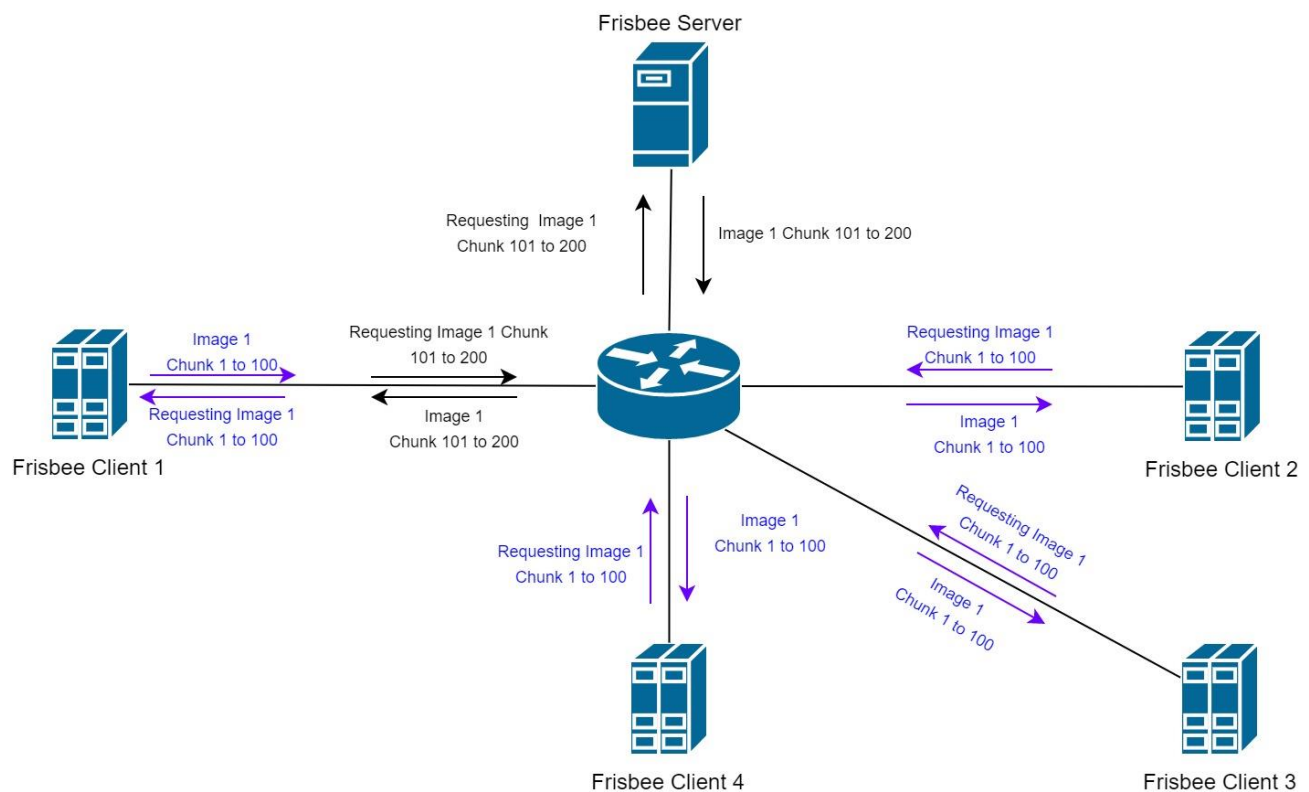 Frisbee Server
Requesting Image 1
Chunk 101 to 200
Image 1 Chunk 101 to 200
Image 1
Chunk 1 to 100
Requesting Image 1 Chunk
101 to 200
Requesting Image 1
Chunk 1 to 100
Requesting Image 1
Chunk 1 to 100
Image 1
Chunk 101 to 200
Image 1
Chunk 1 to 100
Frisbee Client 1
Frisbee Client 2
Requesting Image 1
Chunk 1 to 100
Image 1
Chunk 1 to 100
Requesting Image 1
Chunk 1 to 100
Image 1
Chunk 1 to 100
Frisbee Client 4
Frisbee Client 3